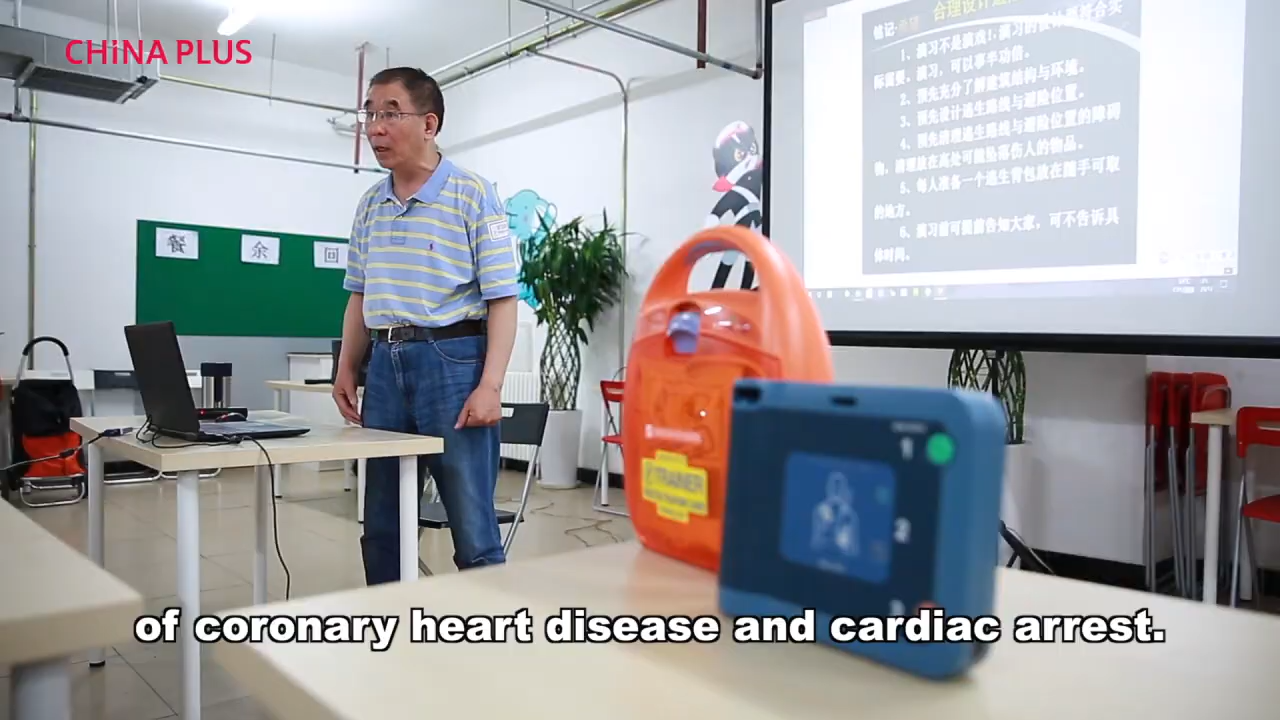 CHiNA PLUS
铭记·希望
1、演习不是演戏!演习的设计要符合实
际需要、演习,可以事半功倍。
2、预先充分了解建筑结构与环境。
3、预先设计逃生路线与避险位置。
4、预先清理逃生路线与避险位置的障碍
物,清理放在高处可能坠落伤人的物品。
5、每人准备一个逃生背包放在随手可取
的地方。
6、演习前可提前告知大家,可不告诉具
体时间。
余
回
TRAINER
1
2
3
of coronary heart disease and cardiac arrest.